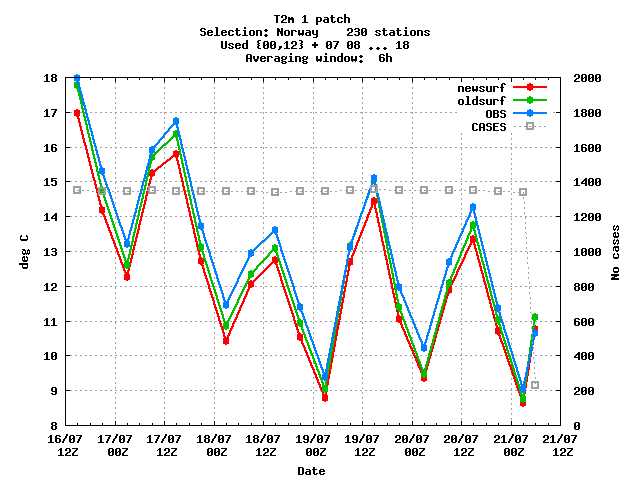 T2m 1 patch
Selection: Norway    230 stations
Used {00,12} + 07 08 ... 18
Averaging window:  6h
newsurf
oldsurf
OBS
CASES
18
17
16
15
14
13
12
11
10
9
8
deg C
2000
1800
1600
1400
1200
1000
800
600
400
200
0
No cases
16/07 17/07 17/07 18/07 18/07 19/07 19/07 20/07 20/07 21/07 21/07
12Z 00Z 12Z 00Z 12Z 00Z 12Z 00Z 12Z 00Z 12Z
Date